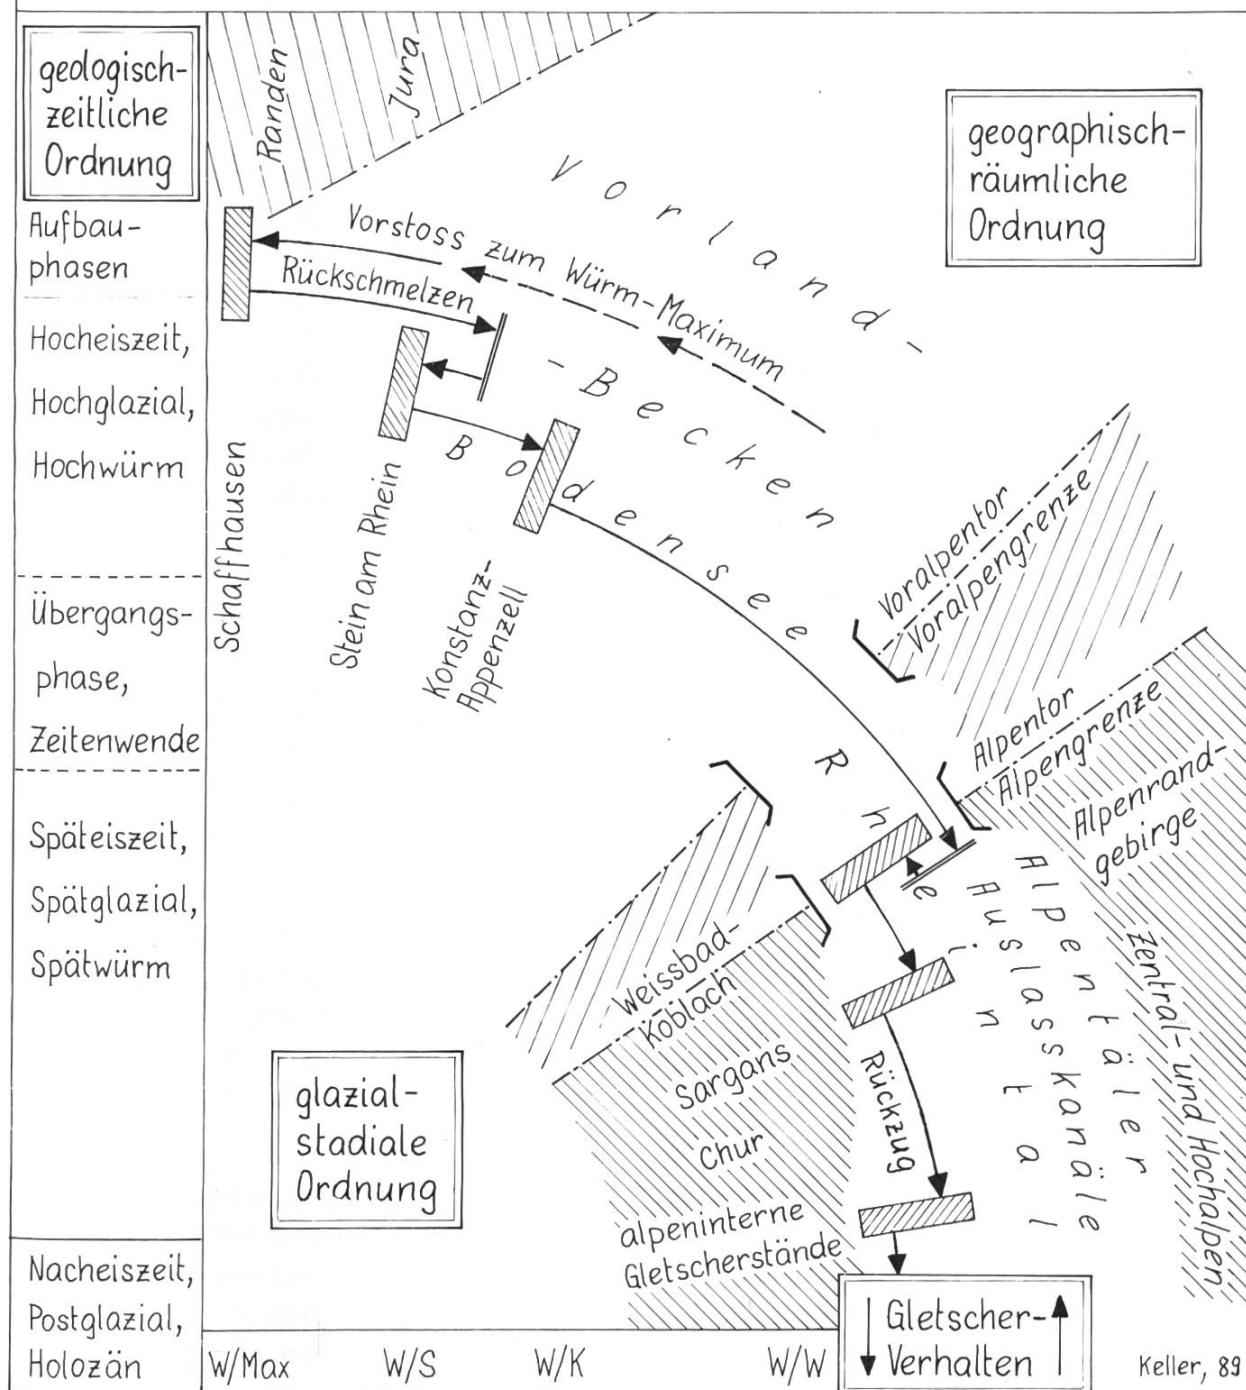 geologisch-
zeitliche
Ordnung
Aufbau-
phasen
Hocheiszeit,
Hochglazial,
Hochwürm
Übergangs-
phase,
Zeitenwende
Späteiszeit,
Spätglazial,
Spätwürm
Nacheiszeit,
Postglazial,
Holozän
Randen
Jura
geographisch-
räumliche
Ordnung
Vorland-
-Becken
Vorstoss zum Würm-Maximum
Rückschmelzen
Bodensee
Rheintal
Schaffhausen
Stein am Rhein
Konstanz-
Appenzell
Voralpentor
Voralpengrenze
Alpentor
Alpengrenze
Alpenrand-
gebirge
Alpentäler
Auslasskanäle
Zentral- und Hochalpen
Weissbad-
Koblach
Sargans
Chur
alpeninterne
Gletscherstände
Rückzug
glazial-
stadiale
Ordnung
Gletscher-
Verhalten
W/Max
W/S
W/K
W/W
Keller, 89